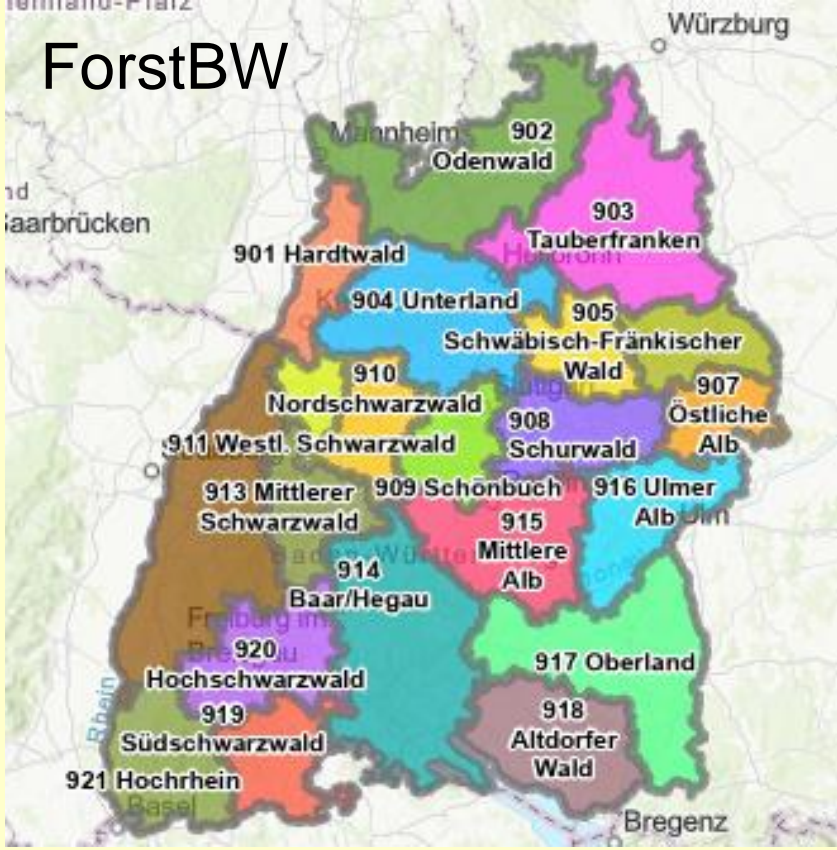 ForstBW
Würzburg
Mannheim
902
Odenwald
903
Tauberfranken
Saarbrücken
901 Hardtwald
Heilbronn
904 Unterland
905
Schwäbisch-Fränkischer
Wald
910
Nordschwarzwald
907
Östliche
Alb
908
Schurwald
911 Westl. Schwarzwald
909 Schönbuch
913 Mittlerer
Schwarzwald
916 Ulmer
Alb
Ulm
915
Mittlere
Alb
914
Baar/Hegau
Freiburg im
Breisgau
920
Hochschwarzwald
917 Oberland
Rhein
919
Südschwarzwald
918
Altdorfer
Wald
921 Hochrhein
Basel
Bregenz